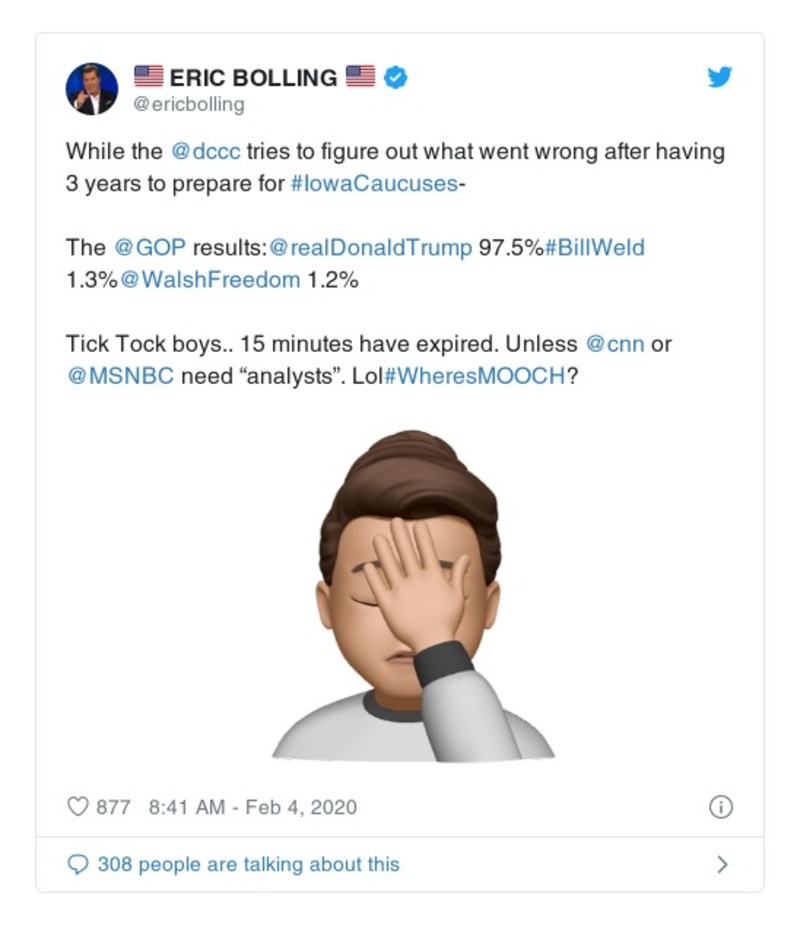 🇺🇸 ERIC BOLLING 🇺🇸
@ericbolling
While the @dccc tries to figure out what went wrong after having
3 years to prepare for #IowaCaucuses-
The @GOP results:@realDonaldTrump 97.5%#BillWeld
1.3%@WalshFreedom 1.2%
Tick Tock boys.. 15 minutes have expired. Unless @cnn or
@MSNBC need “analysts”. Lol#WheresMOOCH?
877 8:41 AM - Feb 4, 2020
308 people are talking about this